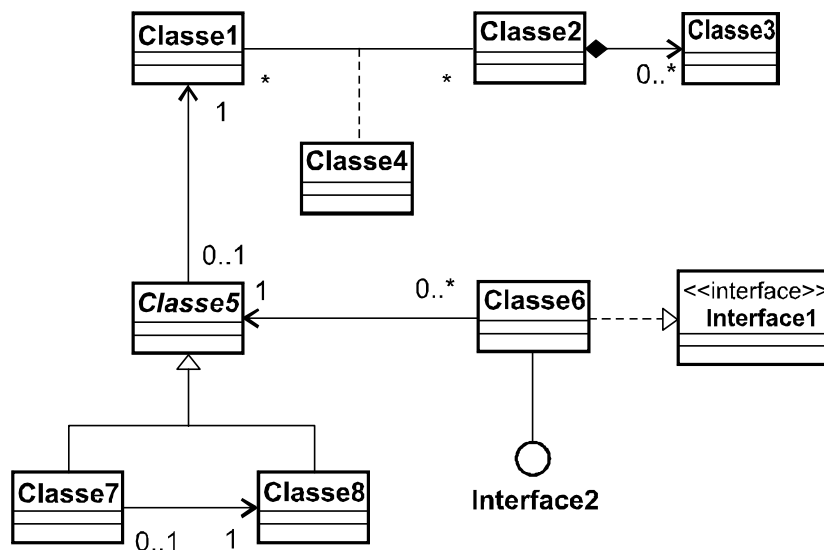 Classe1
Classe2
Classe3
*
*
0..*
1
Classe4
0..1
Classe5
1
0..*
Classe6
<<interface>>
Interface1
Classe7
Classe8
0..1
1
Interface2